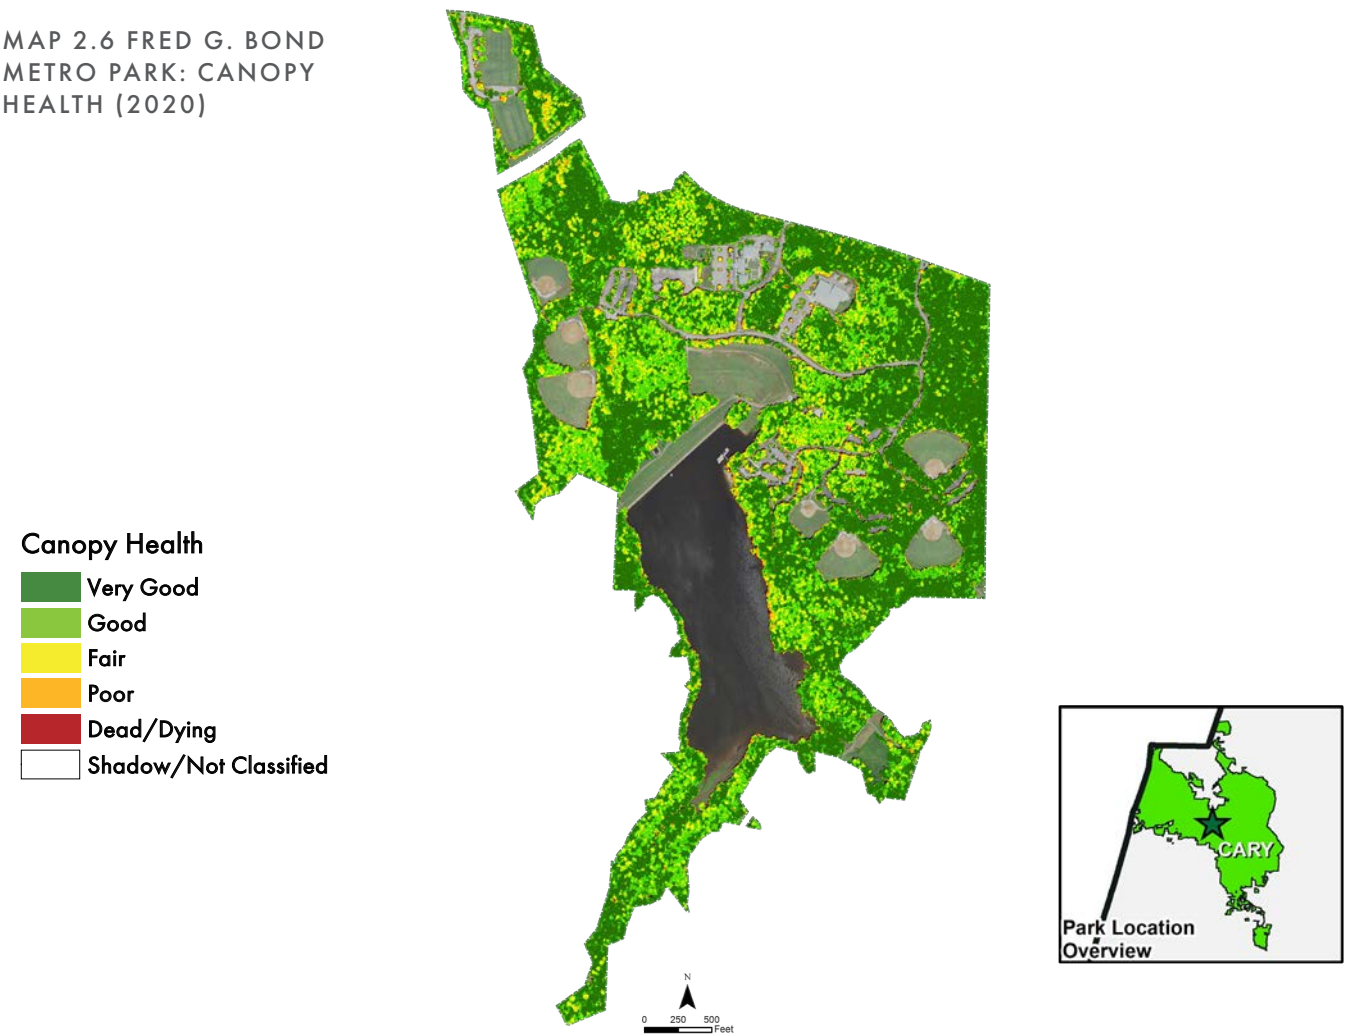 MAP 2.6 FRED G. BOND
METRO PARK: CANOPY
HEALTH (2020)
Canopy Health
Very Good
Good
Fair
Poor
Dead/Dying
Shadow/Not Classified
N
0 250 500
Feet
CARY
Park Location
Overview